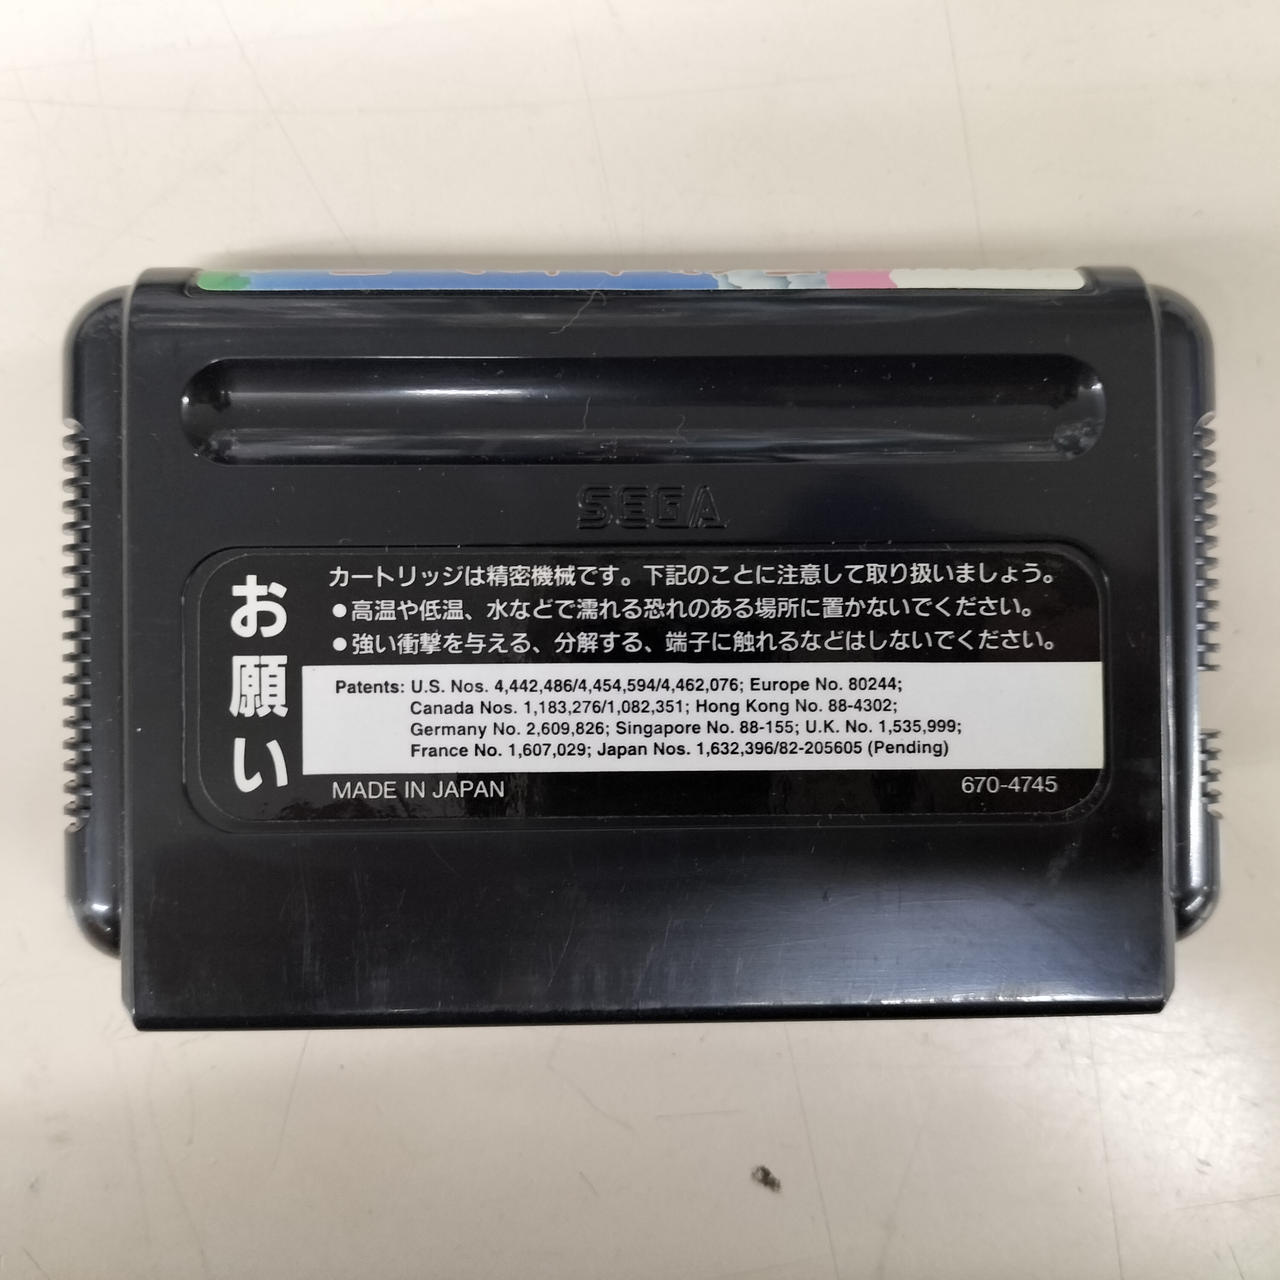 SEGA
お願い
カートリッジは精密機械です。下記のことに注意して取り扱いましょう。
●高温や低温、水などで濡れる恐れのある場所に置かないでください。
●強い衝撃を与える、分解する、端子に触れるなどはしないでください。
Patents: U.S. Nos. 4,442,486/4,454,594/4,462,076; Europe No. 80244;
Canada Nos. 1,183,276/1,082,351; Hong Kong No. 88-4302;
Germany No. 2,609,826; Singapore No. 88-155; U.K. No. 1,535,999;
France No. 1,607,029; Japan Nos. 1,632,396/82-205605 (Pending)
MADE IN JAPAN
670-4745